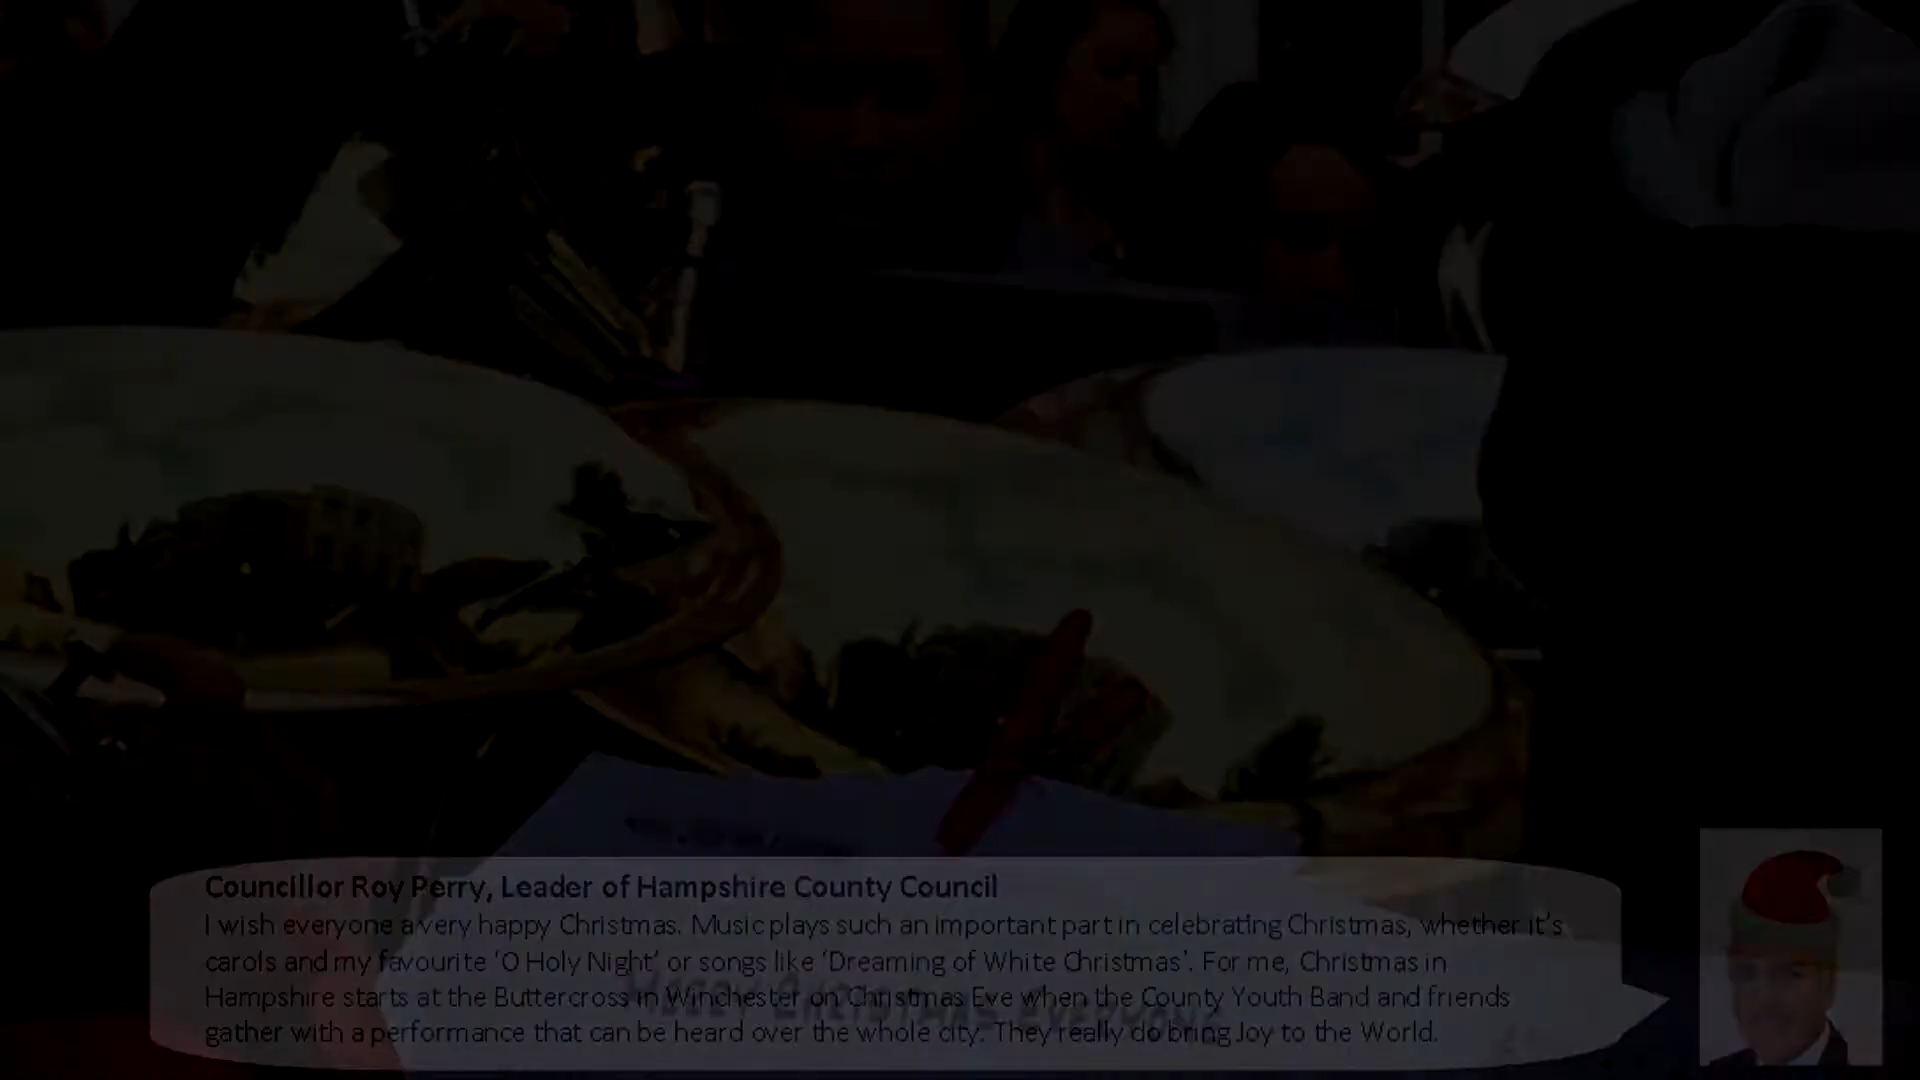 Councillor Roy Perry, Leader of Hampshire County Council
I wish everyone a very happy Christmas. Music plays such an important part in celebrating Christmas, whether it's
carols and my favourite 'O Holy Night' or songs like 'Dreaming of White Christmas'. For me, Christmas in
Hampshire starts at the Buttercross in Winchester on Christmas Eve when the County Youth Band and friends
gather with a performance that can be heard over the whole city. They really do bring Joy to the World.